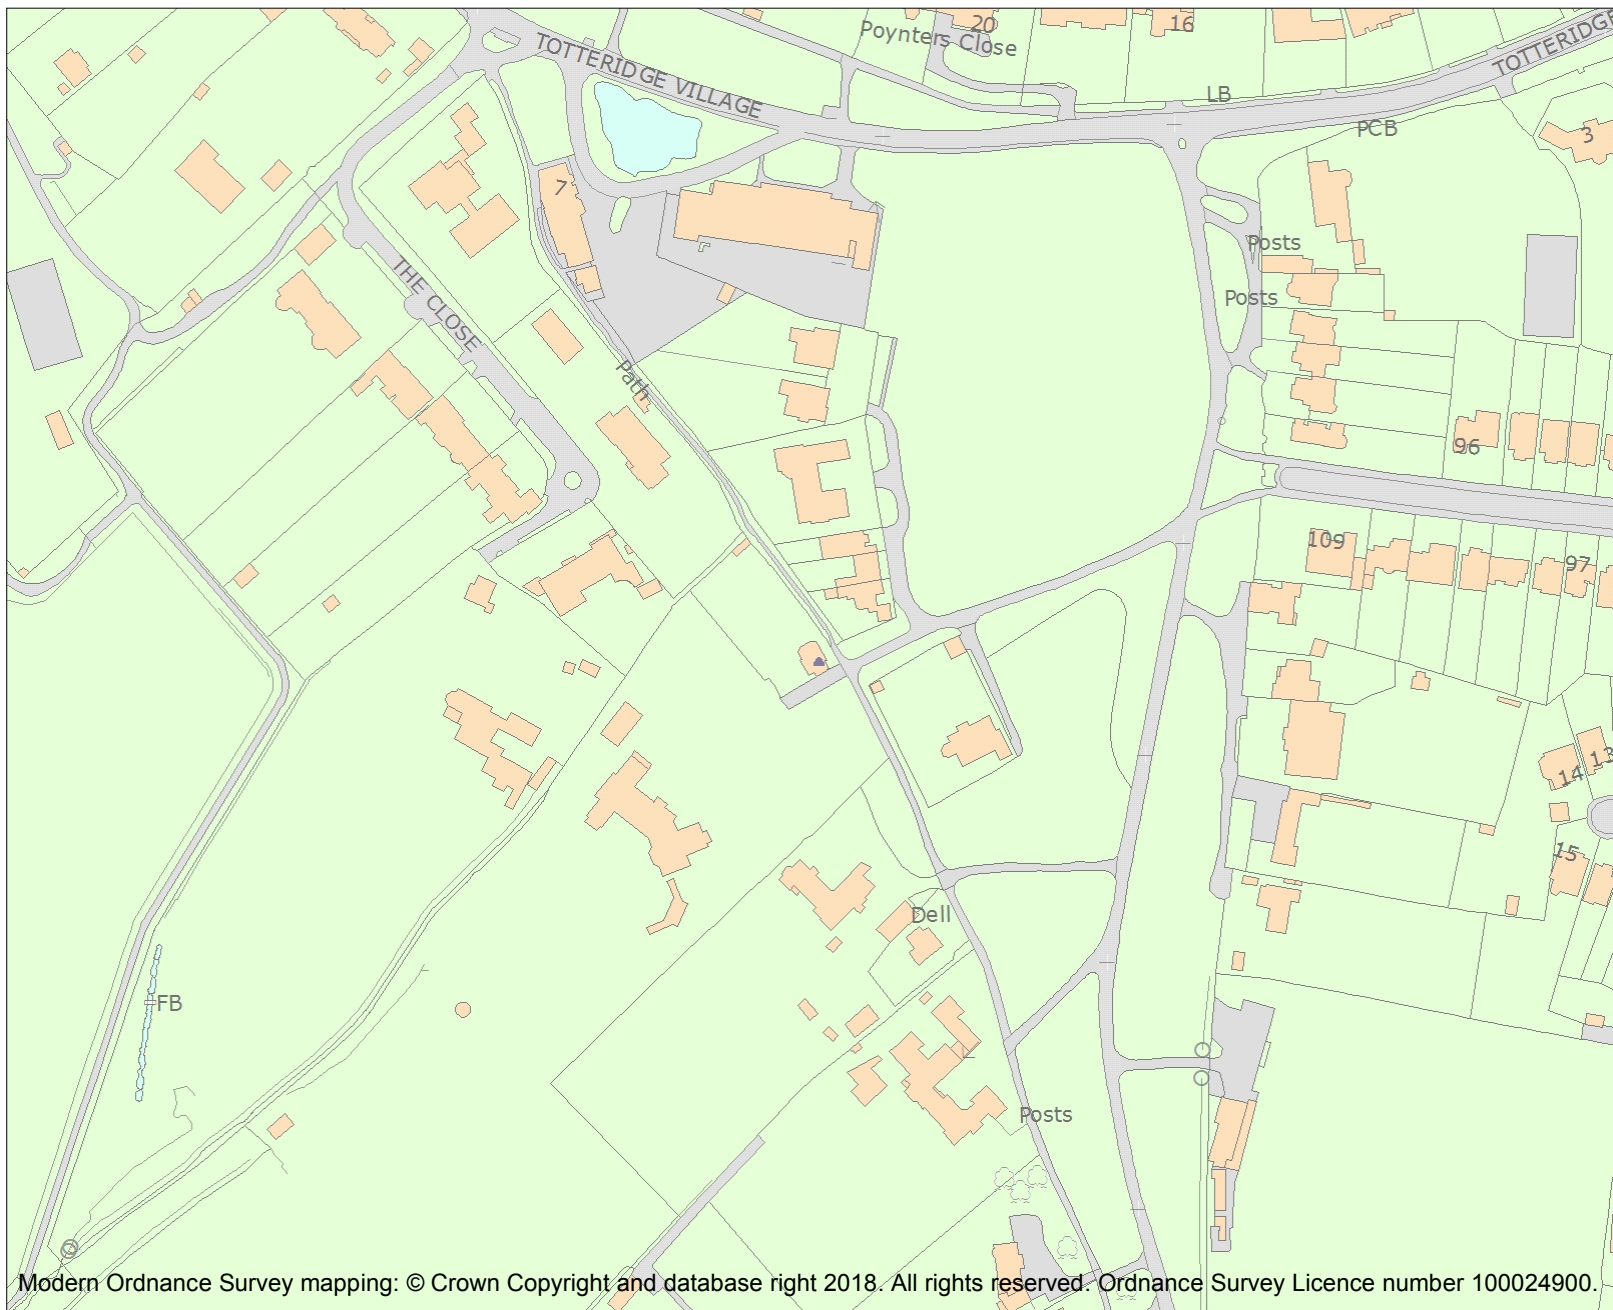 20
16
Poynters Close
TOTTERIDGE VILLAGE
TOTTERIDGE
LB
PCB
3
7
Posts
THE CLOSE
Posts
Path
96
109
97
13
14
15
Dell
FB
Posts
Modern Ordnance Survey mapping: © Crown Copyright and database right 2018. All rights reserved. Ordnance Survey Licence number 100024900.